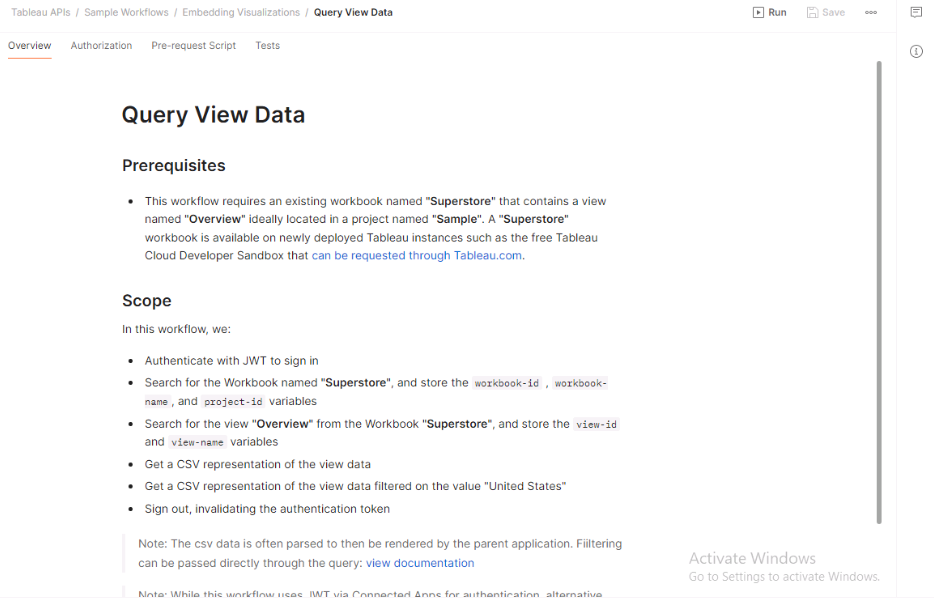 Tableau APIs / Sample Workflows / Embedding Visualizations / Query View Data
Run Save
Overview Authorization Pre-request Script Tests
Query View Data
Prerequisites
• This workflow requires an existing workbook named "Superstore" that contains a view
named "Overview" ideally located in a project named "Sample". A "Superstore"
workbook is available on newly deployed Tableau instances such as the free Tableau
Cloud Developer Sandbox that can be requested through Tableau.com.
Scope
In this workflow, we:
• Authenticate with JWT to sign in
• Search for the Workbook named "Superstore", and store the workbook-id , workbook-
name , and project-id variables
• Search for the view "Overview" from the Workbook "Superstore", and store the view-id
and view-name variables
• Get a CSV representation of the view data
• Get a CSV representation of the view data filtered on the value "United States"
• Sign out, invalidating the authentication token
Note: The csv data is often parsed to then be rendered by the parent application. Fiiltering
can be passed directly through the query: view documentation
Note: While this workflow uses JWT via Connected Apps for authentication, alternative
Activate Windows
Go to Settings to activate Windows.